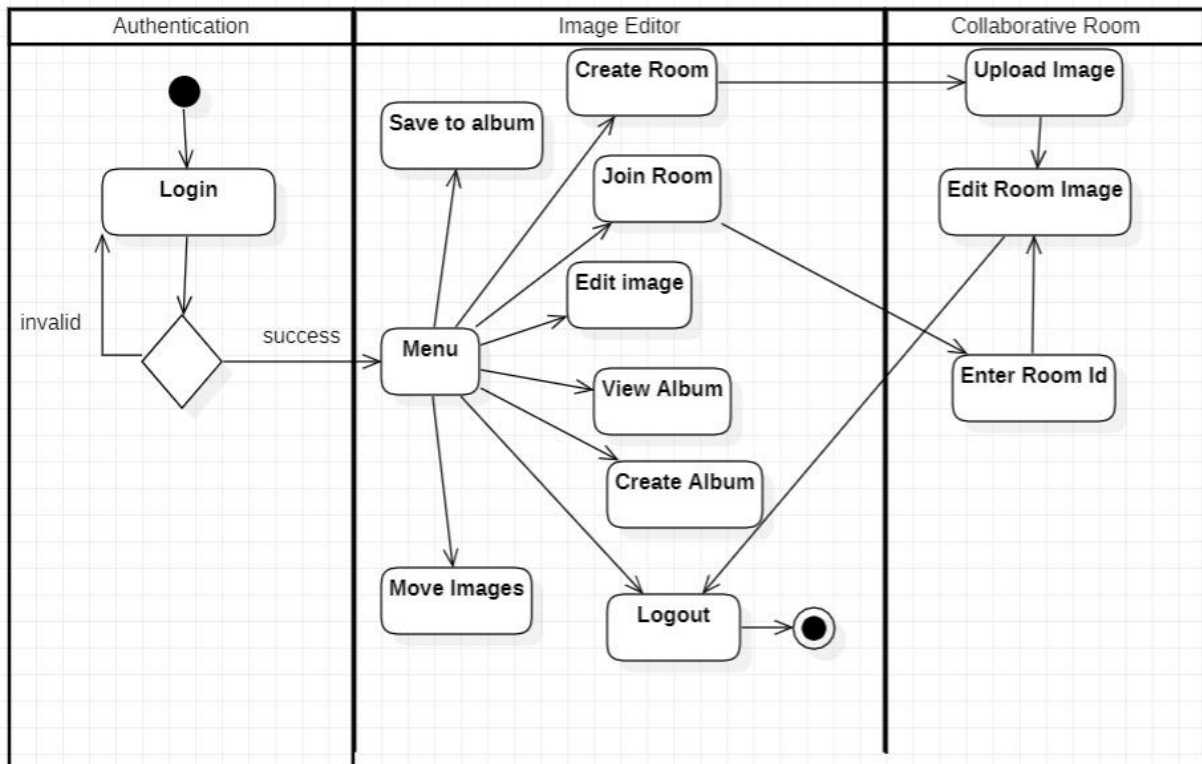 Authentication
Image Editor
Collaborative Room
Create Room
Upload Image
Save to album
Login
Join Room
Edit Room Image
Edit image
invalid
success
Menu
Enter Room Id
View Album
Create Album
Move Images
Logout